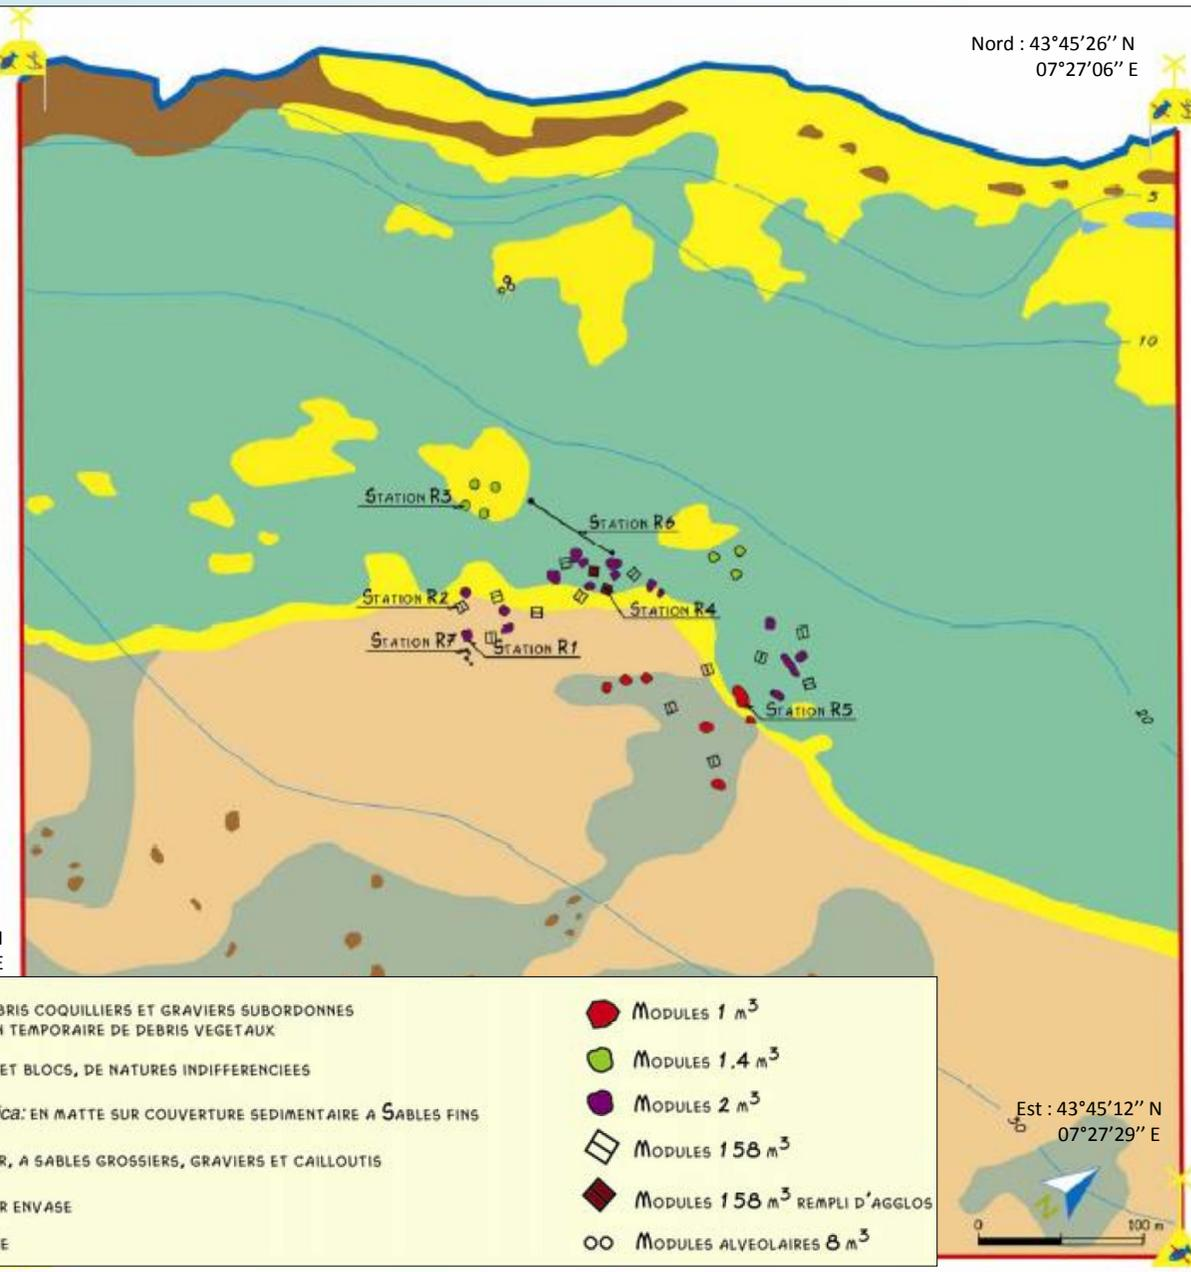 Nord : 43°45’26’’ N
07°27’06’’ E
5
10
STATION R3
STATION R6
STATION R2
STATION R4
STATION R7
STATION R1
STATION R5
20
BRIS COQUILLIERS ET GRAVIERS SUBORDONNES
N TEMPORAIRE DE DEBRIS VEGETAUX
ET BLOCS, DE NATURES INDIFFERENCIEES
ica: EN MATTE SUR COUVERTURE SEDIMENTAIRE A SABLES FINS
R, A SABLES GROSSIERS, GRAVIERS ET CAILLOUTIS
R ENVASE
E
MODULES 1 m³
MODULES 1.4 m³
MODULES 2 m³
MODULES 158 m³
MODULES 158 m³ REMPLI D'AGGLOS
MODULES ALVEOLAIRES 8 m³
Est : 43°45’12’’ N
07°27’29’’ E
30
N
0 100 m